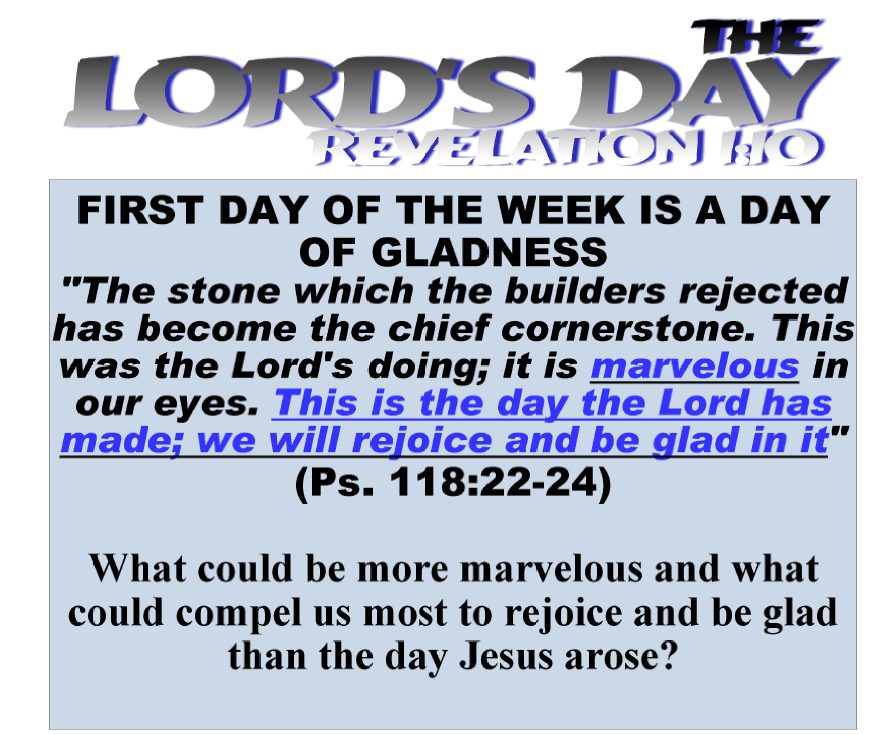 THE
LORD'S DAY
REVELATION 1:10
FIRST DAY OF THE WEEK IS A DAY
OF GLADNESS
"The stone which the builders rejected
has become the chief cornerstone. This
was the Lord's doing; it is marvelous in
our eyes. This is the day the Lord has
made; we will rejoice and be glad in it"
(Ps. 118:22-24)
What could be more marvelous and what
could compel us most to rejoice and be glad
than the day Jesus arose?